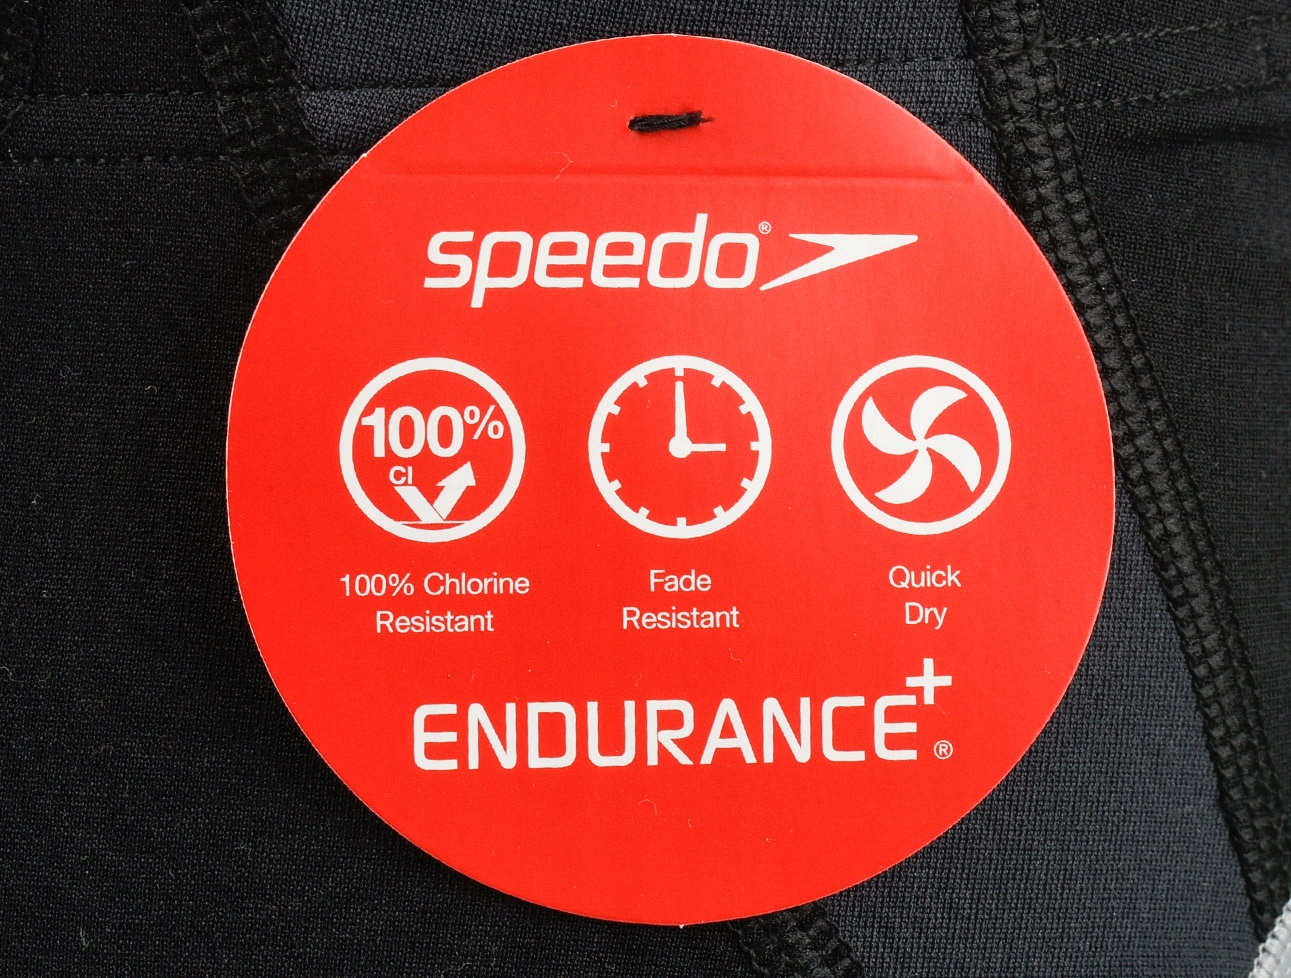 speedo®
100%
Cl
100% Chlorine
Resistant
Fade
Resistant
Quick
Dry
ENDURANCE+®